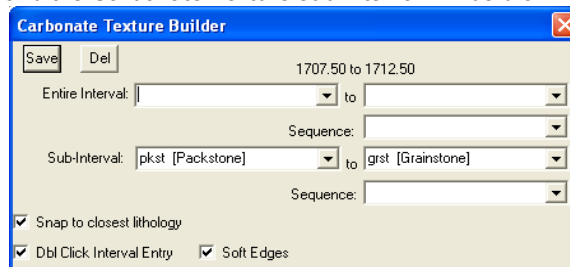 Carbonate Texture Builder
Save Del
1707.50 to 1712.50
Entire Interval: to
Sequence:
Sub-Interval: pkst [Packstone] to grst [Grainstone]
Sequence:
Snap to closest lithology
Dbl Click Interval Entry Soft Edges